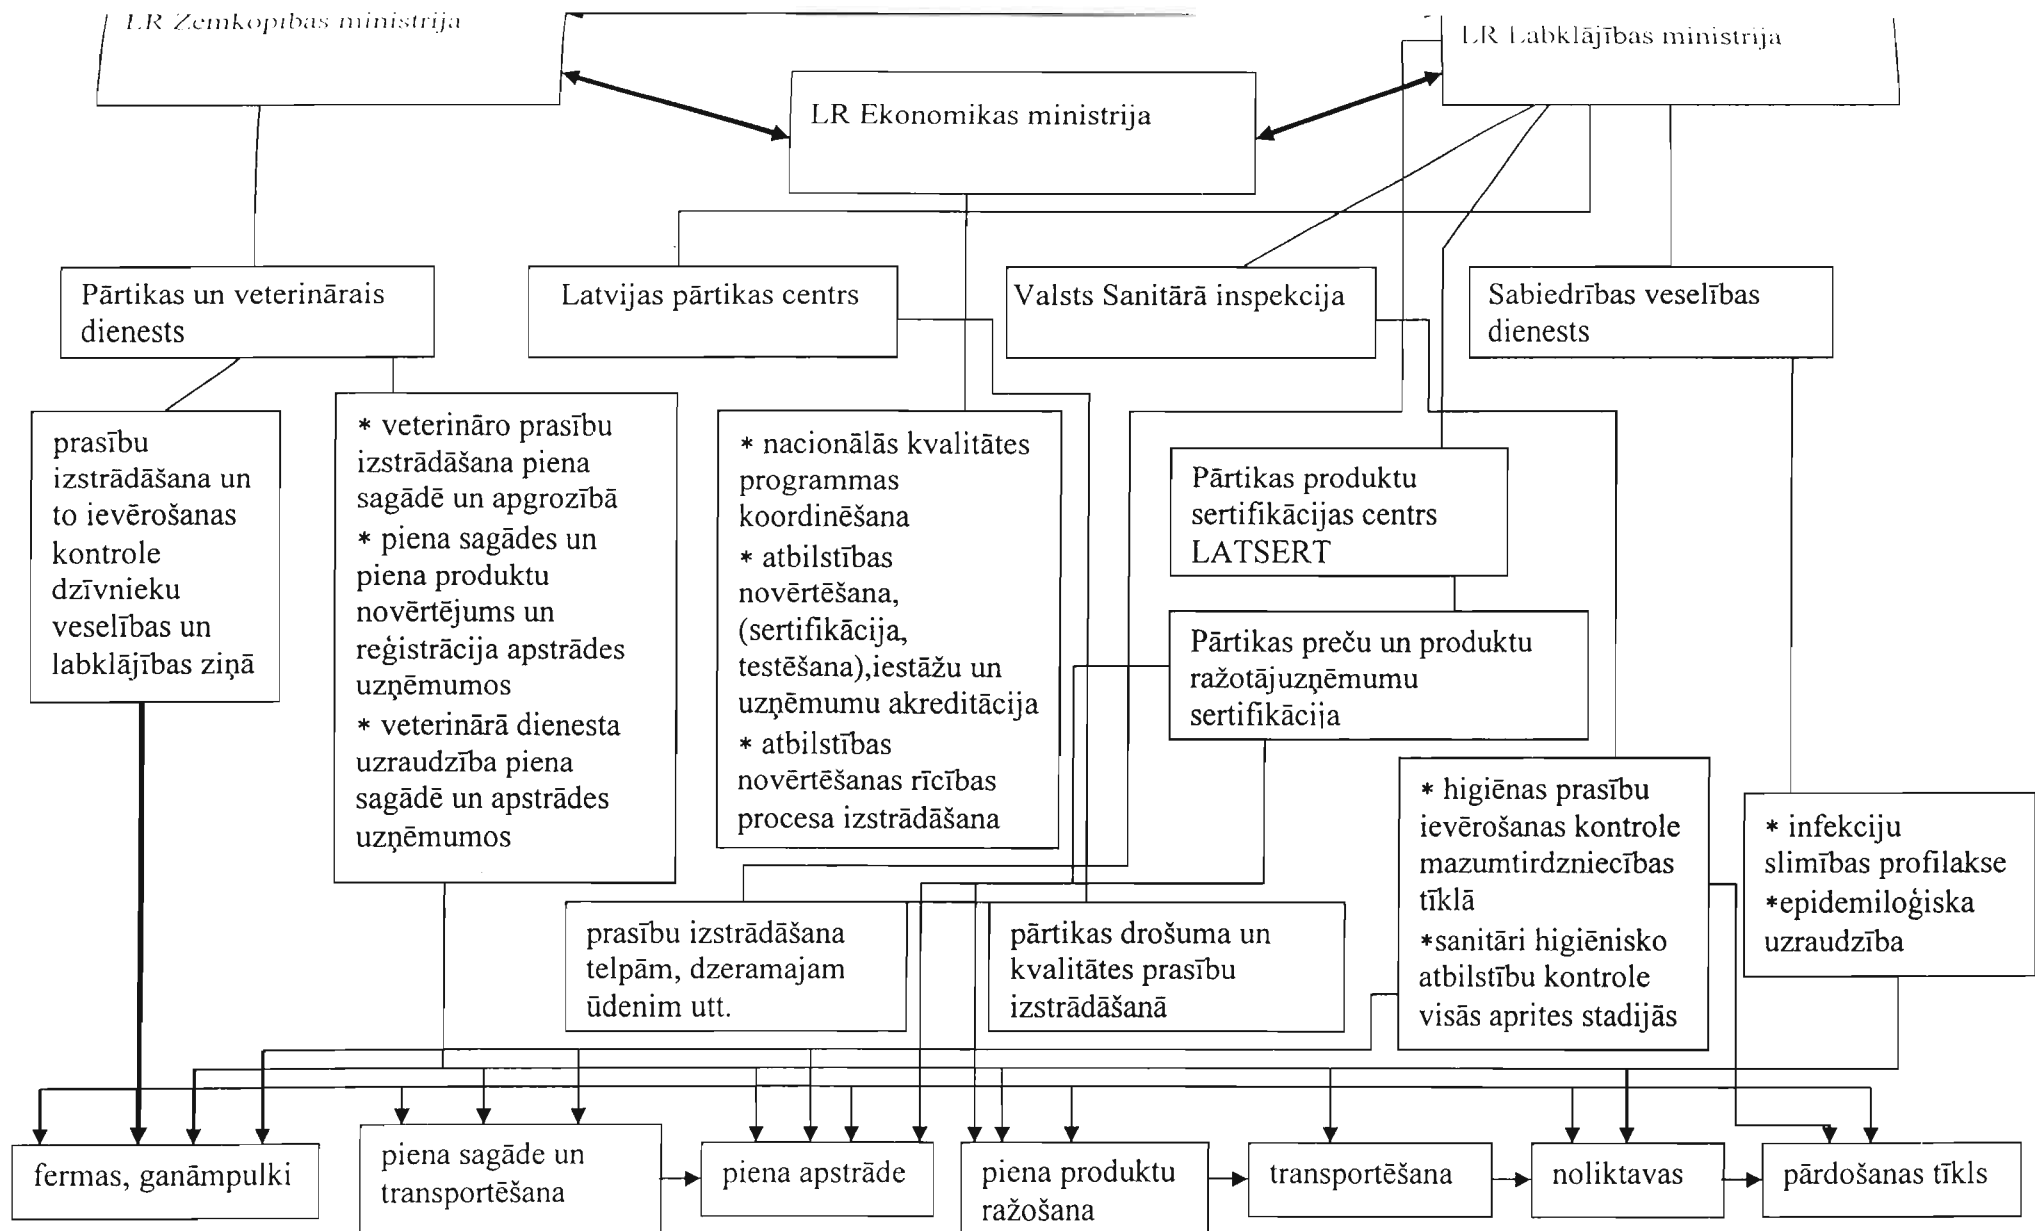 LR Zemkopības ministrija
LR Labklājības ministrija
LR Ekonomikas ministrija
Pārtikas un veterinārais
dienests
Latvijas pārtikas centrs
Valsts Sanitārā inspekcija
Sabiedrības veselības
dienests
prasību
izstrādāšana un
to ievērošanas
kontrole
dzīvnieku
veselības un
labklājības ziņā
* veterināro prasību
izstrādāšana piena
sagādē un apgrozībā
* piena sagādes un
piena produktu
novērtējums un
reģistrācija apstrādes
uzņēmumos
* veterinārā dienesta
uzraudzība piena
sagādē un apstrādes
uzņēmumos
* nacionālās kvalitātes
programmas
koordinēšana
* atbilstības
novērtēšana,
(sertifikācija,
testēšana),iestāžu un
uzņēmumu akreditācija
* atbilstības
novērtēšanas rīcības
procesa izstrādāšana
Pārtikas produktu
sertifikācijas centrs
LATSERT
Pārtikas preču un produktu
ražotājuzņēmumu
sertifikācija
* higiēnas prasību
ievērošanas kontrole
mazumtirdzniecības
tīklā
*sanitāri higiēnisko
atbilstību kontrole
visās aprites stadijās
* infekciju
slimības profilakse
*epidemiloģiska
uzraudzība
prasību izstrādāšana
telpām, dzeramajam
ūdenim utt.
pārtikas drošuma un
kvalitātes prasību
izstrādāšanā
fermas, ganāmpulki
piena sagāde un
transportēšana
piena apstrāde
piena produktu
ražošana
transportēšana
noliktavas
pārdošanas tīkls